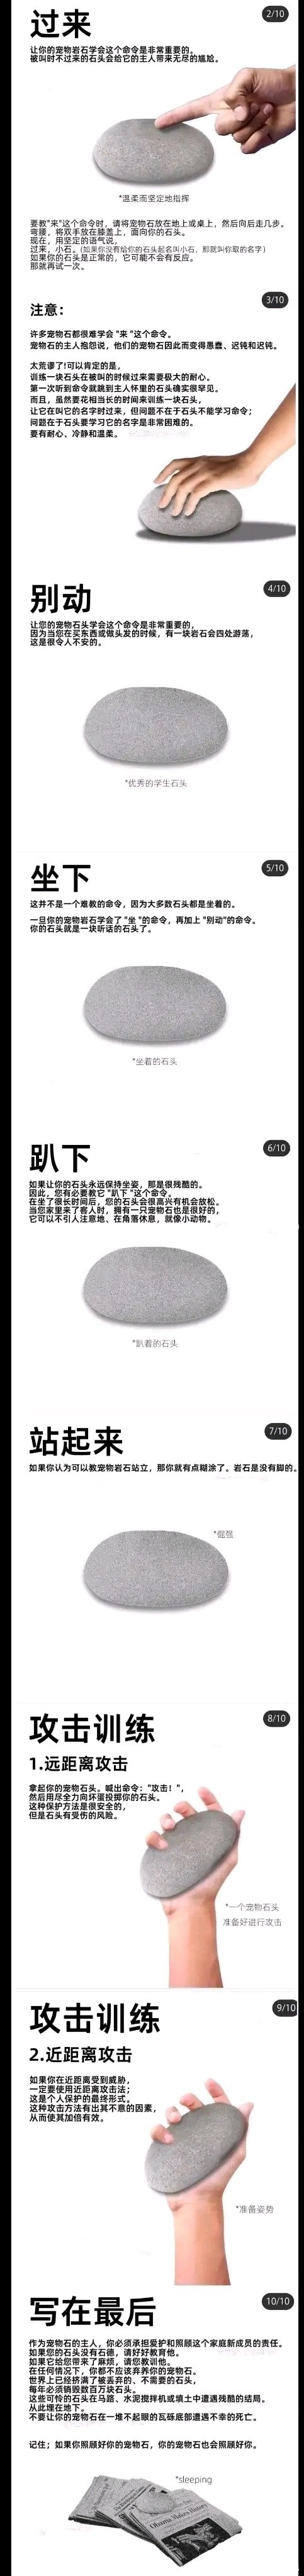 过来
2/10
让你的宠物岩石学会这个命令是非常重要的。
被叫时不过来的石头会给它的主人带来无尽的尴尬。
*温柔而坚定地指挥
要教"来"这个命令时，请将宠物石放在地上或桌上，然后向后走几步。
弯腰，将双手放在膝盖上，面向你的石头。
现在，用坚定的语气说，
过来，小石。(如果你没有给你的石头起名叫小石，那就叫你取的名字)
如果你的石头是正常的，它可能不会有反应。
那就再试一次。
3/10
注意：
许多宠物石都很难学会 "来 "这个命令。
宠物石的主人抱怨说，他们的宠物石因此而变得愚蠢、迟钝和迟钝。
太荒谬了!可以肯定的是，
训练一块石头在被叫的时候过来需要极大的耐心。
第一次听到命令就跳到主人怀里的石头确实很罕见。
而且，虽然要花相当长的时间来训练一块石头，
让它在叫它的名字时过来，但问题不在于石头不能学习命令；
问题在于石头要学习它的名字是非常困难的。
要有耐心、冷静和温柔。
别动
4/10
让您的宠物石头学会这个命令是非常重要的，
因为当您在买东西或做头发的时候，有一块岩石会四处游荡，
这是很令人不安的。
*优秀的学生石头
坐下
5/10
这并不是一个难教的命令，因为大多数石头都是坐着的。
一旦你的宠物岩石学会了 "坐 "的命令，再加上 "别动"的命令。
你的石头就是一块听话的石头了。
*坐着的石头
趴下
6/10
如果让你的石头永远保持坐姿，那是很残酷的。
因此，您有必要教它 "趴下 "这个命令。
在坐了很长时间后，您的石头会很高兴有机会放松。
当您家里来了客人时，拥有一只宠物石也是很好的，
它可以不引人注意地、在角落休息，就像小动物。
*趴着的石头
站起来
7/10
如果你认为可以教宠物岩石站立，那你就有点糊涂了。岩石是没有脚的。
*倔强
攻击训练
8/10
1.远距离攻击
拿起你的宠物石头。喊出命令："攻击！"，
然后用尽全力向坏蛋投掷你的石头。
这种保护方法是很安全的，
但是石头有受伤的风险。
*一个宠物石头
准备好进行攻击
攻击训练
9/10
2.近距离攻击
如果你在近距离受到威胁，
一定要使用近距离攻击法；
这是个人保护的最终形式。
这种攻击方法有出其不意的因素，
从而使其加倍有效。
*准备姿势
写在最后
10/10
作为宠物石的主人，你必须承担爱护和照顾这个家庭新成员的责任。
如果您的石头没有石德，请好好教育他。
如果它给您带来了麻烦，请您教训他。
在任何情况下，你都不应该弃养你的宠物石。
世界上已经挤满了被丢弃的、不需要的石头，
每年必须销毁数百万块石头。
这些可怜的石头在马路、水泥搅拌机或填土中遭遇残酷的结局。
从此埋在地下。
不要让你的宠物石在一堆不起眼的瓦砾底部遭遇不幸的死亡。
记住；如果你照顾好你的宠物石，你的宠物石也会照顾好你。
*sleeping